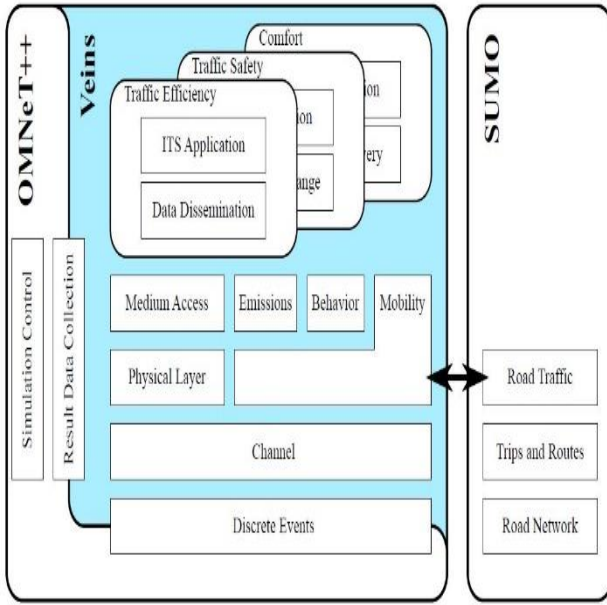 OMNeT++
Veins
Comfort
Traffic Safety
Traffic Efficiency
ITS Application
Data Dissemination
Simulation Control
Result Data Collection
Medium Access
Emissions
Behavior
Mobility
Physical Layer
Channel
Discrete Events
SUMO
Road Traffic
Trips and Routes
Road Network